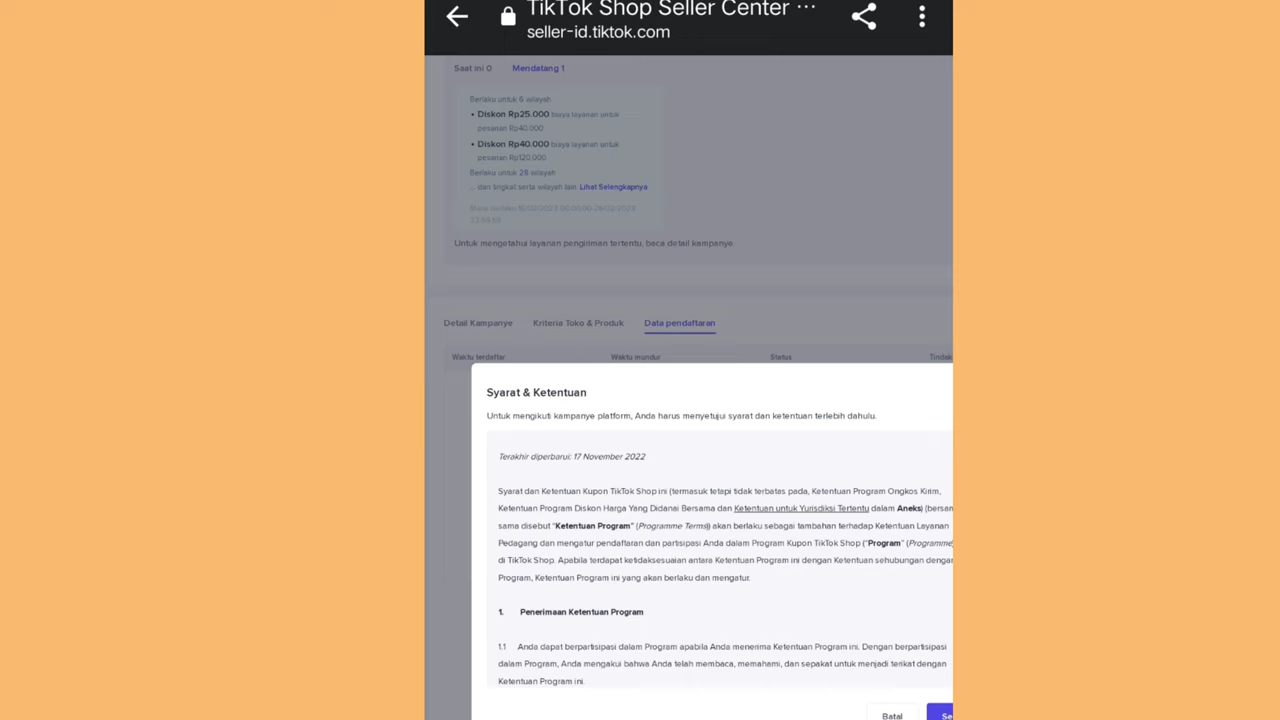 TikTok Shop Seller Center ...
seller-id.tiktok.com
Saat ini 0 Mendatang 1
Berlaku untuk 6 wilayah
• Diskon Rp25.000 biaya layanan untuk
pesanan Rp40.000
• Diskon Rp40.000 biaya layanan untuk
pesanan Rp120.000
Berlaku untuk 28 wilayah
... dan tingkat serta wilayah lain Lihat Selengkapnya
Masa berlaku
Untuk mengetahui layanan pengiriman tertentu, baca detail kampanye.
Detail Kampanye Kriteria Toko & Produk Data pendaftaran
Waktu terdaftar Waktu mundur Status Tindak
Syarat & Ketentuan
Untuk mengikuti kampanye platform, Anda harus menyetujui syarat dan ketentuan terlebih dahulu.
Terakhir diperbarui: 17 November 2022
Syarat dan Ketentuan Kupon TikTok Shop ini (termasuk tetapi tidak terbatas pada, Ketentuan Program Ongkos Kirim,
Ketentuan Program Diskon Harga Yang Didanai Bersama dan Ketentuan untuk Yurisdiksi Tertentu dalam Aneks) (bersam
sama disebut “Ketentuan Program” (Programme Terms)) akan berlaku sebagai tambahan terhadap Ketentuan Layanan
Pedagang dan mengatur pendaftaran dan partisipasi Anda dalam Program Kupon TikTok Shop (“Program” (Programme)
di TikTok Shop. Apabila terdapat ketidaksesuaian antara Ketentuan Program ini dengan Ketentuan sehubungan dengan
Program, Ketentuan Program ini yang akan berlaku dan mengatur.
1. Penerimaan Ketentuan Program
1.1 Anda dapat berpartisipasi dalam Program apabila Anda menerima Ketentuan Program ini. Dengan berpartisipasi
dalam Program, Anda mengakui bahwa Anda telah membaca, memahami, dan sepakat untuk menjadi terikat dengan
Ketentuan Program ini.
Batal Se